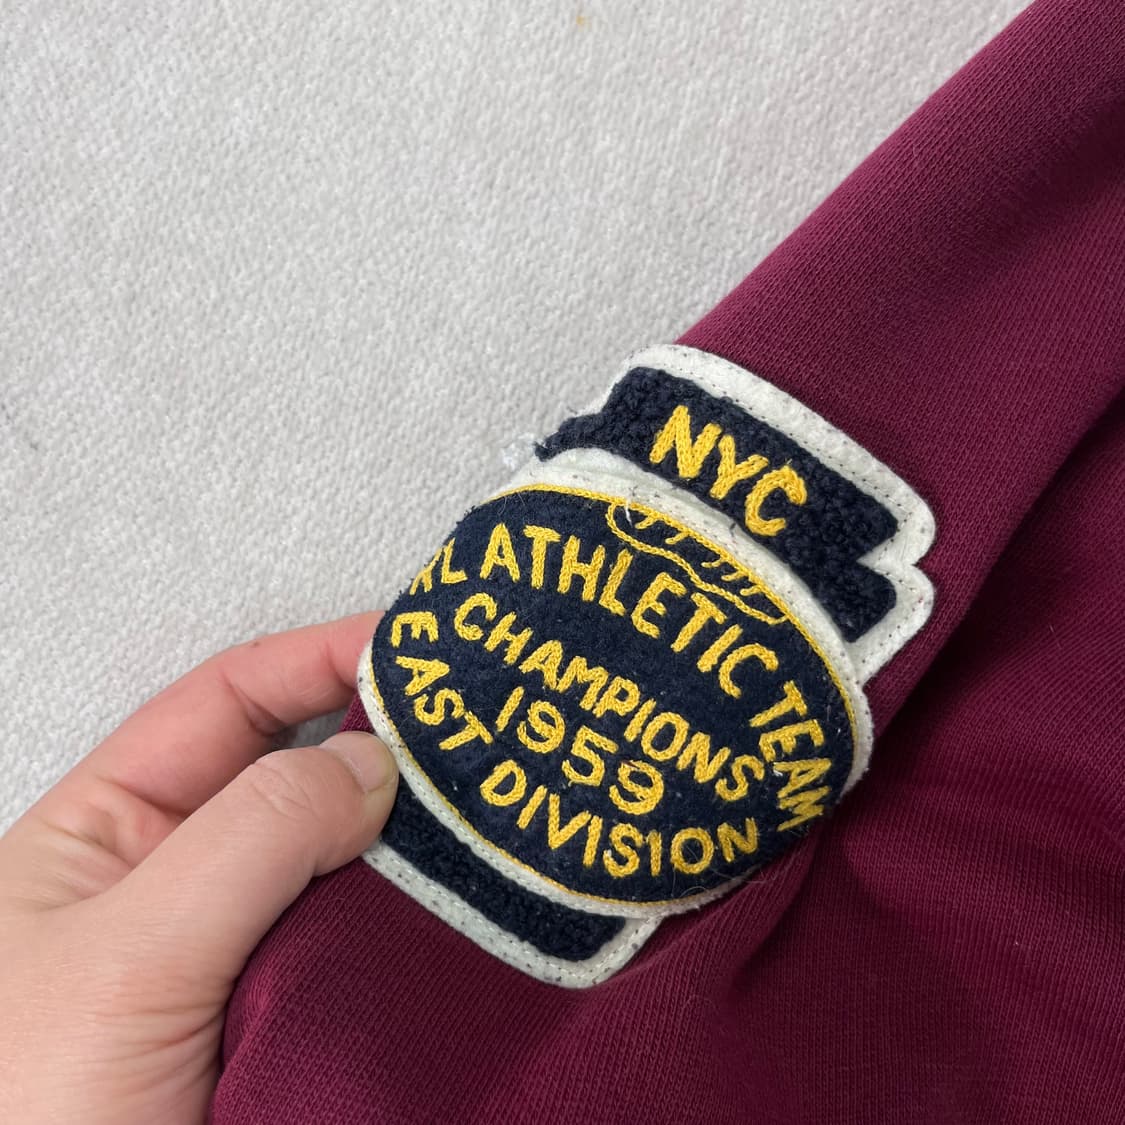 NYC
RL ATHLETIC TEAM
CHAMPIONS
1959
EAST DIVISION